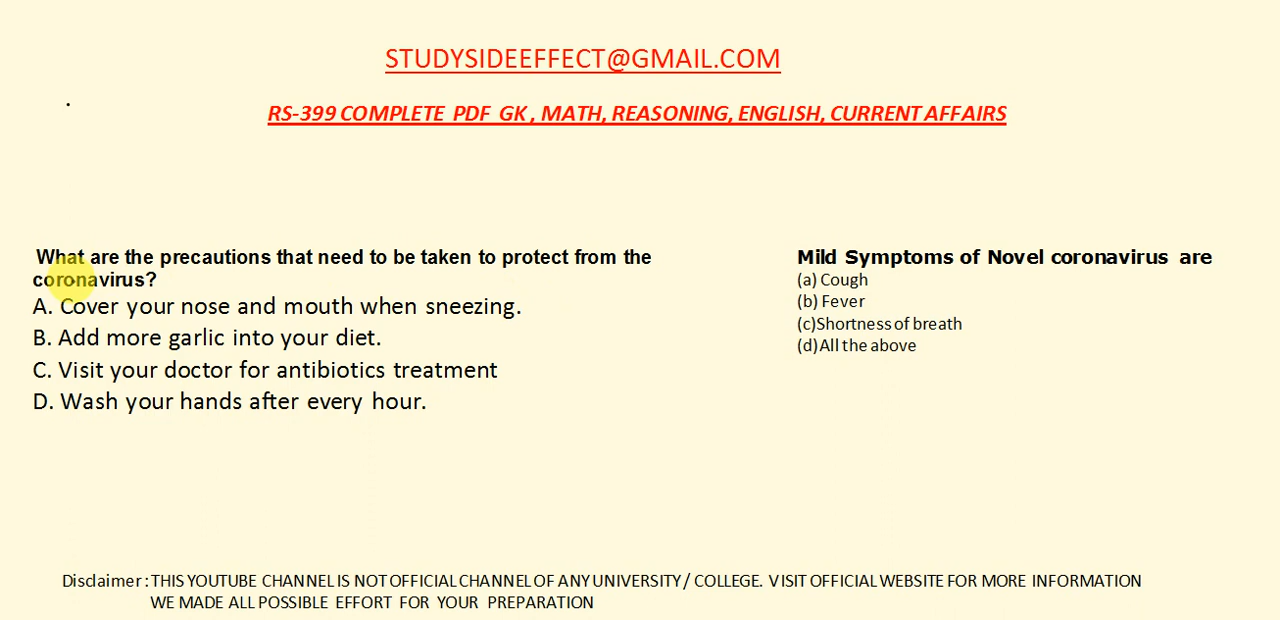 STUDYSIDEEFFECT@GMAIL.COM
.
RS-399 COMPLETE PDF GK , MATH, REASONING, ENGLISH, CURRENT AFFAIRS
What are the precautions that need to be taken to protect from the
coronavirus?
A. Cover your nose and mouth when sneezing.
B. Add more garlic into your diet.
C. Visit your doctor for antibiotics treatment
D. Wash your hands after every hour.
Mild Symptoms of Novel coronavirus are
(a) Cough
(b) Fever
(c)Shortness of breath
(d)All the above
Disclaimer : THIS YOUTUBE CHANNEL IS NOT OFFICIAL CHANNEL OF ANY UNIVERSITY / COLLEGE. VISIT OFFICIAL WEBSITE FOR MORE INFORMATION
WE MADE ALL POSSIBLE EFFORT FOR YOUR PREPARATION